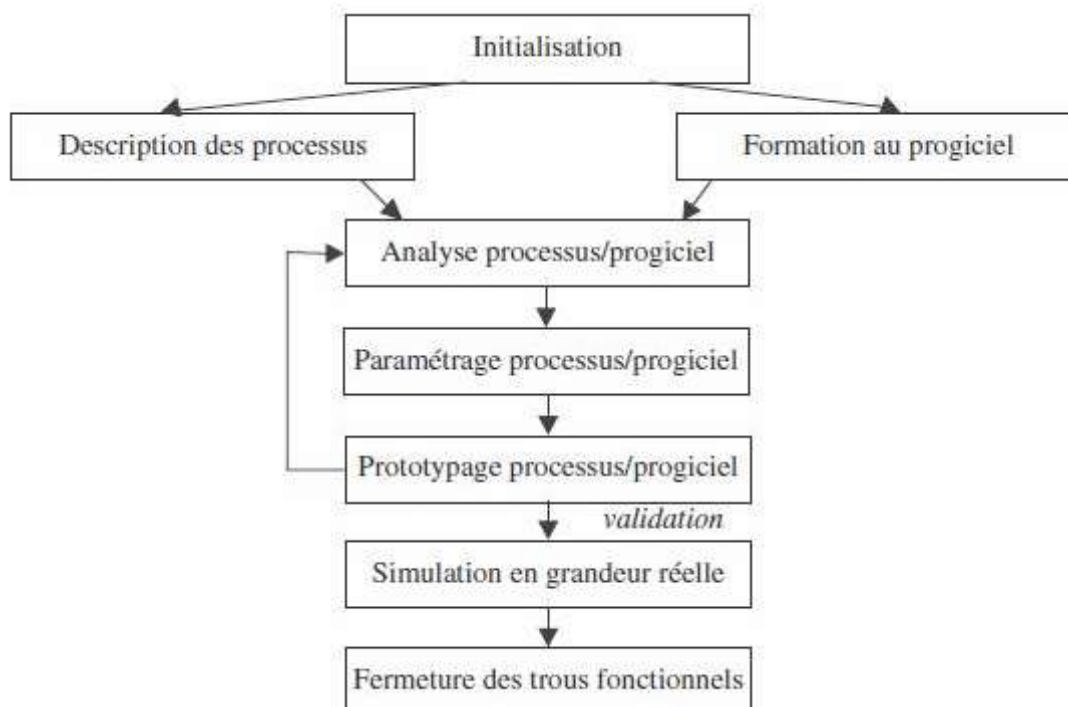 Initialisation
Description des processus
Formation au progiciel
Analyse processus/progiciel
Paramétrage processus/progiciel
Prototypage processus/progiciel
validation
Simulation en grandeur réelle
Fermeture des trous fonctionnels